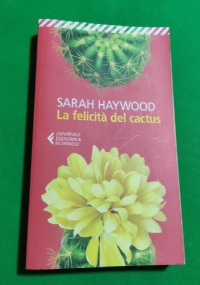 SARAH HAYWOOD
La felicità del cactus
UNIVERSALE
ECONOMICA
FELTRINELLI